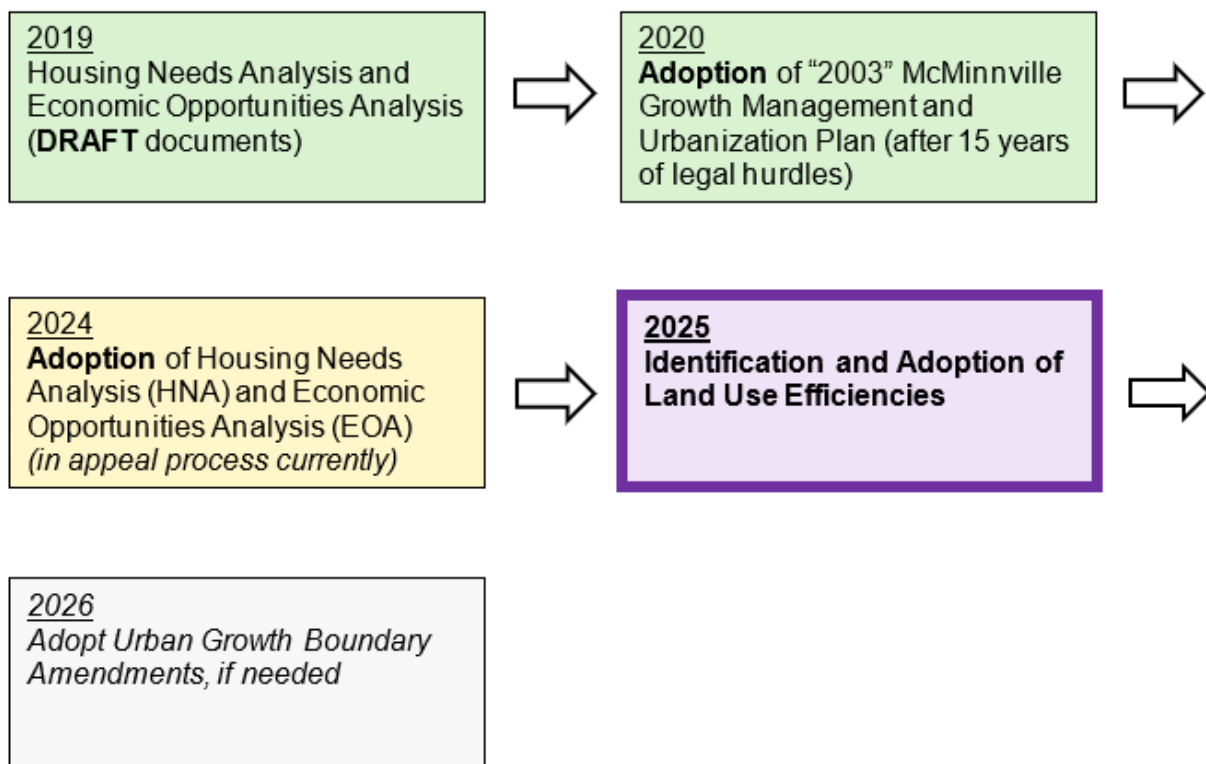 2019
Housing Needs Analysis and
Economic Opportunities Analysis
(DRAFT documents)
2020
Adoption of “2003” McMinnville
Growth Management and
Urbanization Plan (after 15 years
of legal hurdles)
2024
Adoption of Housing Needs
Analysis (HNA) and Economic
Opportunities Analysis (EOA)
(in appeal process currently)
2025
Identification and Adoption of
Land Use Efficiencies
2026
Adopt Urban Growth Boundary
Amendments, if needed